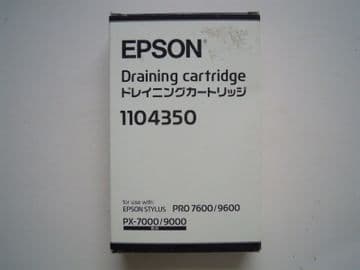 EPSON®
Draining cartridge
ドレイニングカートリッジ
1104350
for use with:
EPSON STYLUS PRO 7600/9600
PX-7000/9000